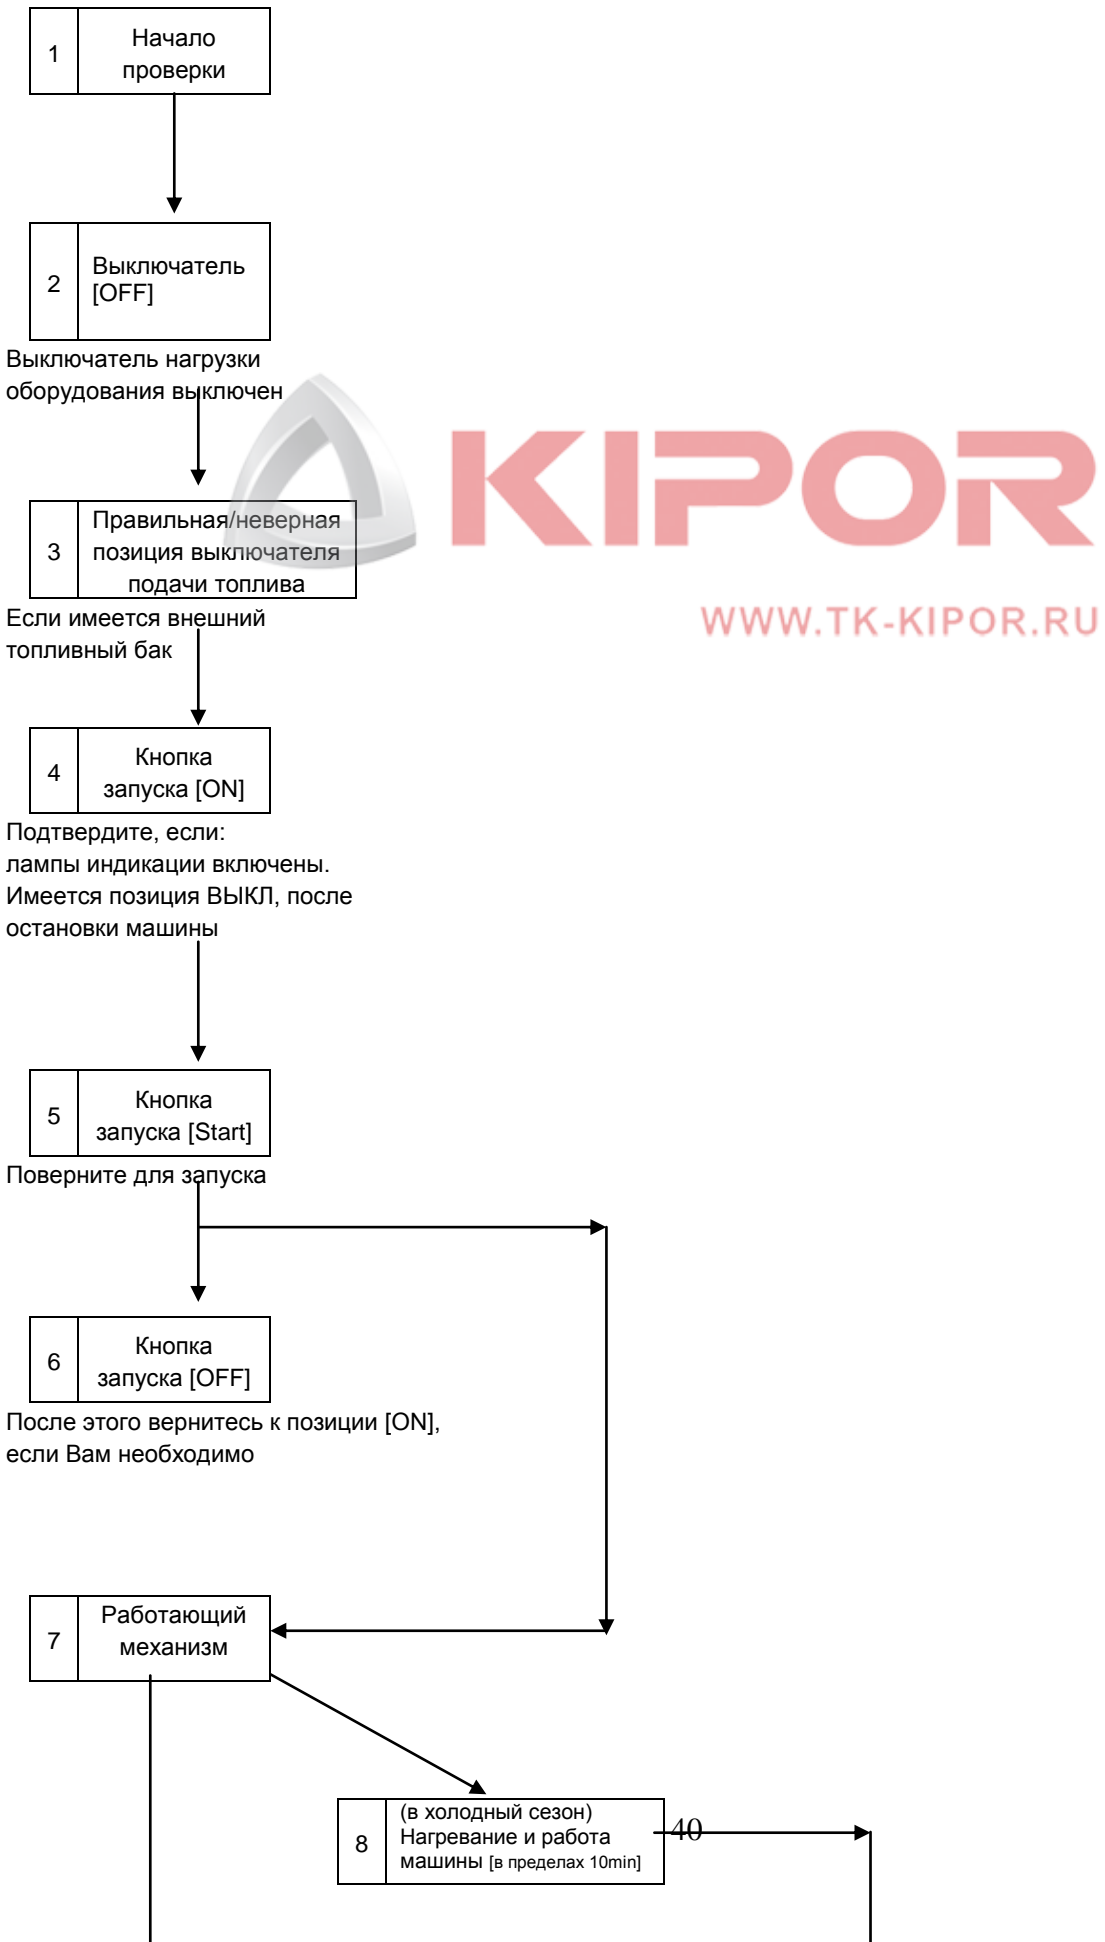 1
Начало
проверки
2
Выключатель
[OFF]
Выключатель нагрузки
оборудования выключен
KIPOR
3
Правильная/неверная
позиция выключателя
подачи топлива
WWW.TK-KIPOR.RU
Если имеется внешний
топливный бак
4
Кнопка
запуска [ON]
Подтвердите, если:
лампы индикации включены.
Имеется позиция ВЫКЛ, после
остановки машины
5
Кнопка
запуска [Start]
Поверните для запуска
6
Кнопка
запуска [OFF]
После этого вернитесь к позиции [ON],
если Вам необходимо
7
Работающий
механизм
8
(в холодный сезон)
Нагревание и работа
машины [в пределах 10min]
40